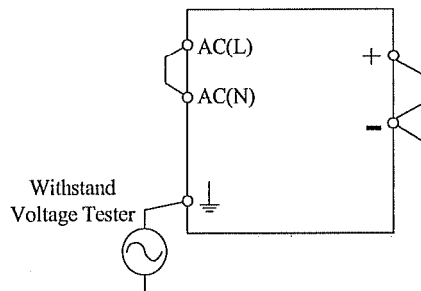 AC(L)
+
AC(N)
-
Withstand
Voltage Tester